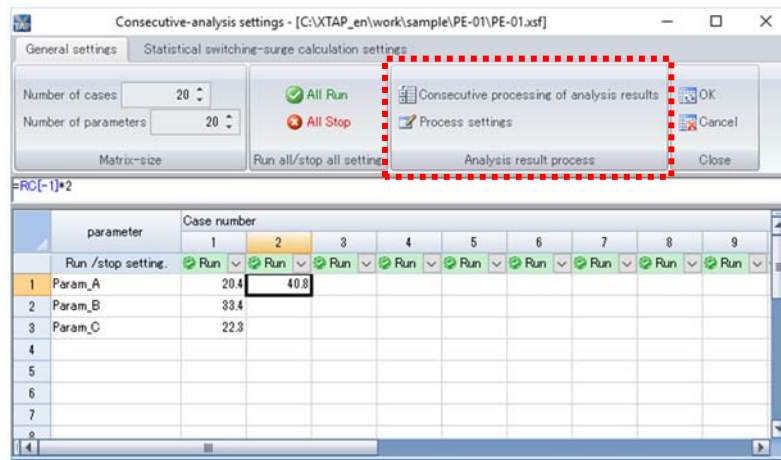 XTAP
Consecutive-analysis settings - [C:\XTAP_en\work\sample\PE-01\PE-01.xsf]
General settings Statistical switching-surge calculation settings
Number of cases 20 All Run Consecutive processing of analysis results OK
Number of parameters 20 All Stop Process settings Cancel
Matrix-size Run all/stop all setting Analysis result process Close
=RC[-1]*2
parameter Case number
1 2 3 4 5 6 7 8 9
Run /stop setting. Run Run Run Run Run Run Run Run Run
1 Param_A 20.4 40.8
2 Param_B 33.4
3 Param_C 22.3
4
5
6
7
8